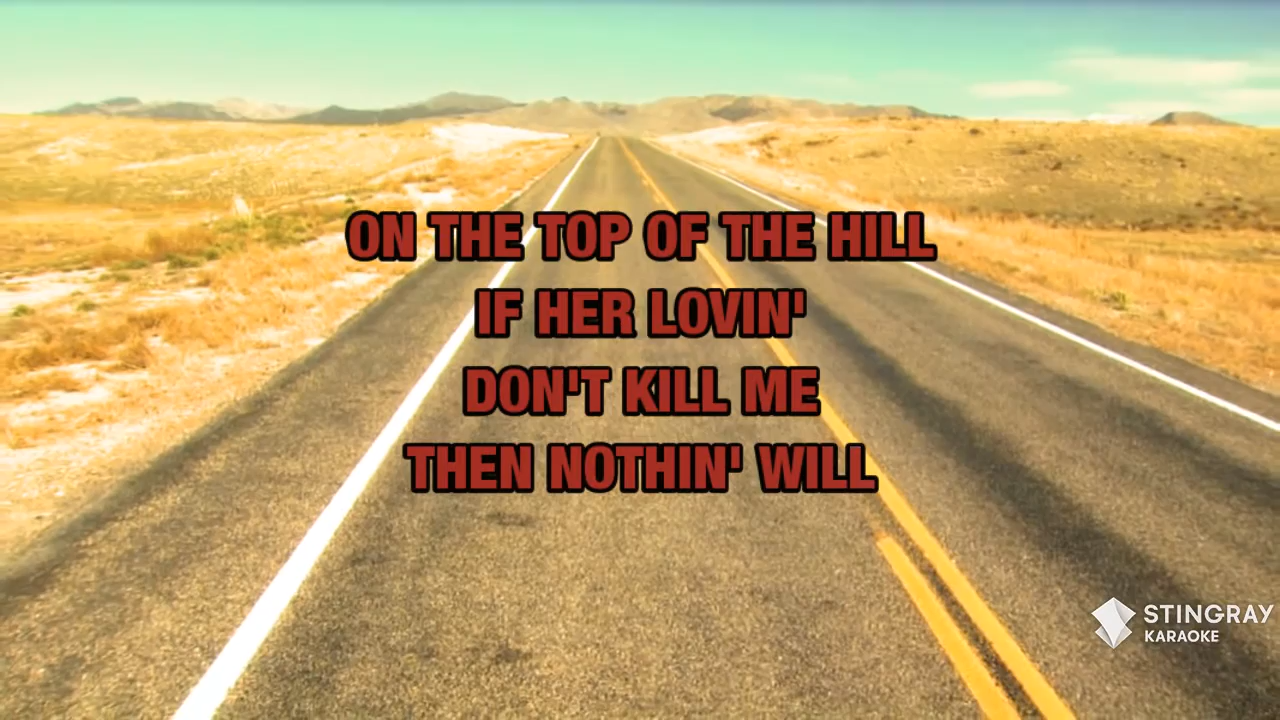 ON THE TOP OF THE HILL
IF HER LOVIN'
DON'T KILL ME
THEN NOTHIN' WILL
STINGRAY
KARAOKE